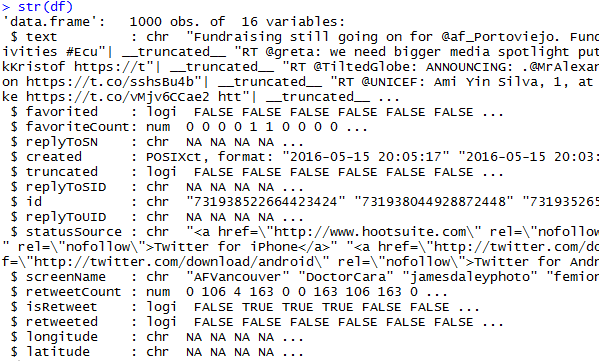 > str(df)
'data.frame':   1000 obs. of  16 variables:
 $ text         : chr  "Fundraising still going on for @af_Portoviejo. Fund
ivities #Ecu"| __truncated__ "RT @greta: we need bigger media spotlight put
kKristof https://t"| __truncated__ "RT @TiltedGlobe: ANNOUNCING: .@MrAlexan
on https://t.co/sshsBu4b"| __truncated__ "RT @UNICEF: Ami Yin Silva, 1, at
ke https://t.co/vMjv6CCae2 htt"| __truncated__ ...
 $ favorited    : logi  FALSE FALSE FALSE FALSE FALSE FALSE ...
 $ favoriteCount: num  0 0 0 0 1 1 0 0 0 0 ...
 $ replyToSN    : chr  NA NA NA NA ...
 $ created      : POSIXct, format: "2016-05-15 20:05:17" "2016-05-15 20:03:
 $ truncated    : logi  FALSE FALSE FALSE FALSE FALSE FALSE ...
 $ replyToSID   : chr  NA NA NA NA ...
 $ id           : chr  "731938522664423424" "731938044928872448" "731935265
 $ replyToUID   : chr  NA NA NA NA ...
 $ statusSource : chr  "<a href=\"http://www.hootsuite.com\" rel=\"nofollow
" rel=\"nofollow\">Twitter for iPhone</a>" "<a href=\"http://twitter.com/do
f=\"http://twitter.com/download/android\" rel=\"nofollow\">Twitter for Andr
 $ screenName   : chr  "AFVancouver" "DoctorCara" "jamesdaleyphoto" "femion
 $ retweetCount : num  0 106 4 163 0 0 163 106 163 0 ...
 $ isRetweet    : logi  FALSE TRUE TRUE TRUE FALSE FALSE ...
 $ retweeted    : logi  FALSE FALSE FALSE FALSE FALSE FALSE ...
 $ longitude    : chr  NA NA NA NA ...
 $ latitude     : chr  NA NA NA NA ...